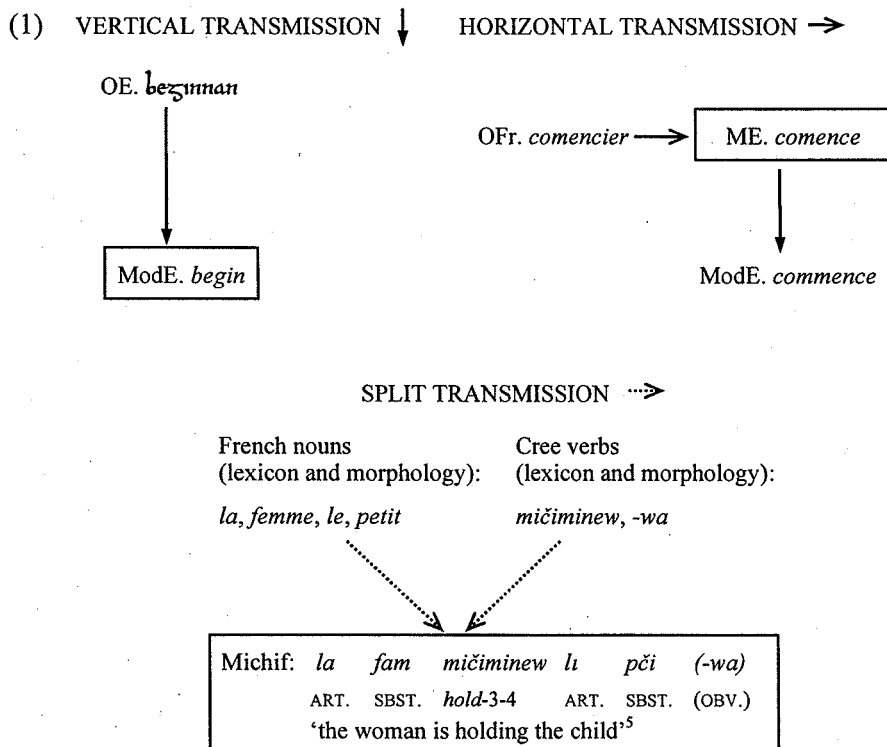 (1) VERTICAL TRANSMISSION ↓ HORIZONTAL TRANSMISSION →
OE. beᵹınnan
OFr. comencier → ME. comence
ModE. begin
ModE. commence
SPLIT TRANSMISSION ⇢
French nouns
(lexicon and morphology):
la, femme, le, petit
Cree verbs
(lexicon and morphology):
mičiminew, -wa
Michif: la fam mičiminew lı pči (-wa)
ART. SBST. hold-3-4 ART. SBST. (OBV.)
‘the woman is holding the child’⁵